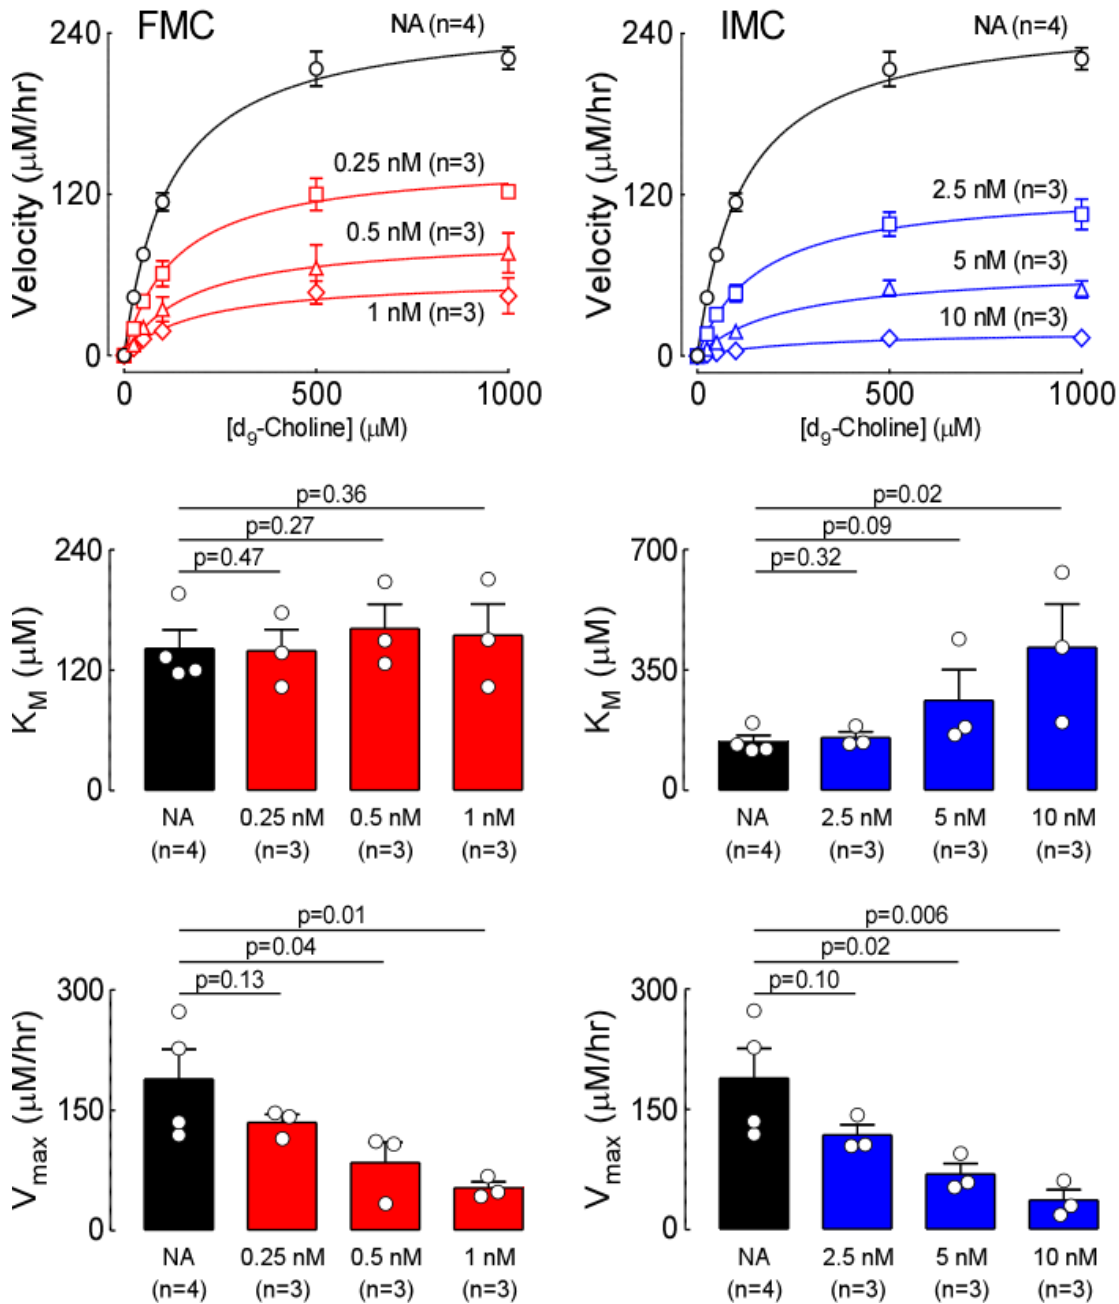 FMC
NA (n=4)
240
120
0
Velocity (μM/hr)
0.25 nM (n=3)
0.5 nM (n=3)
1 nM (n=3)
0 500 1000
[d9-Choline] (μM)
IMC
NA (n=4)
240
120
0
Velocity (μM/hr)
2.5 nM (n=3)
5 nM (n=3)
10 nM (n=3)
0 500 1000
[d9-Choline] (μM)
p=0.36
p=0.27
p=0.47
240
120
0
KM (μM)
NA 0.25 nM 0.5 nM 1 nM
(n=4) (n=3) (n=3) (n=3)
p=0.02
p=0.09
p=0.32
700
350
0
KM (μM)
NA 2.5 nM 5 nM 10 nM
(n=4) (n=3) (n=3) (n=3)
p=0.01
p=0.04
p=0.13
300
150
0
Vmax (μM/hr)
NA 0.25 nM 0.5 nM 1 nM
(n=4) (n=3) (n=3) (n=3)
p=0.006
p=0.02
p=0.10
300
150
0
Vmax (μM/hr)
NA 2.5 nM 5 nM 10 nM
(n=4) (n=3) (n=3) (n=3)